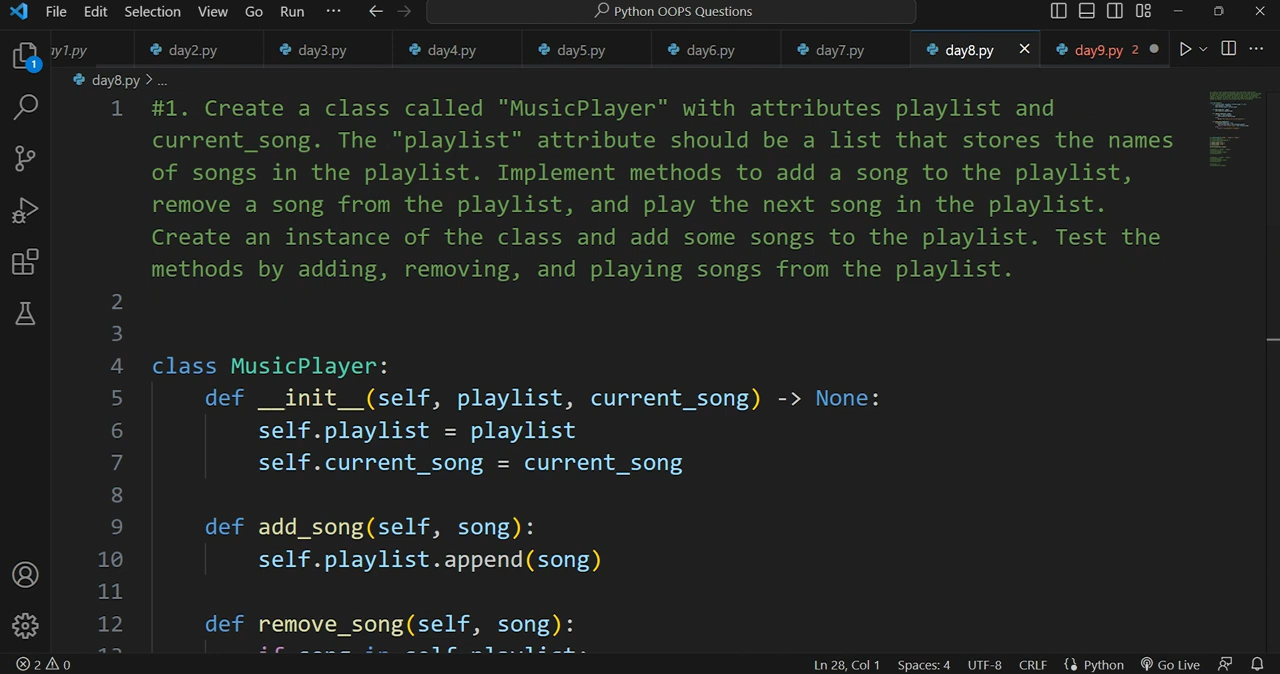 File Edit Selection View Go Run ··· Python OOPS Questions
ay1.py day2.py day3.py day4.py day5.py day6.py day7.py day8.py day9.py 2
day8.py > ...
1 #1. Create a class called "MusicPlayer" with attributes playlist and
current_song. The "playlist" attribute should be a list that stores the names
of songs in the playlist. Implement methods to add a song to the playlist,
remove a song from the playlist, and play the next song in the playlist.
Create an instance of the class and add some songs to the playlist. Test the
methods by adding, removing, and playing songs from the playlist.
2
3
4 class MusicPlayer:
5 def __init__(self, playlist, current_song) -> None:
6 self.playlist = playlist
7 self.current_song = current_song
8
9 def add_song(self, song):
10 self.playlist.append(song)
11
12 def remove_song(self, song):
13 if song in self.playlist:
1
2 0 Ln 28, Col 1 Spaces: 4 UTF-8 CRLF Python Go Live